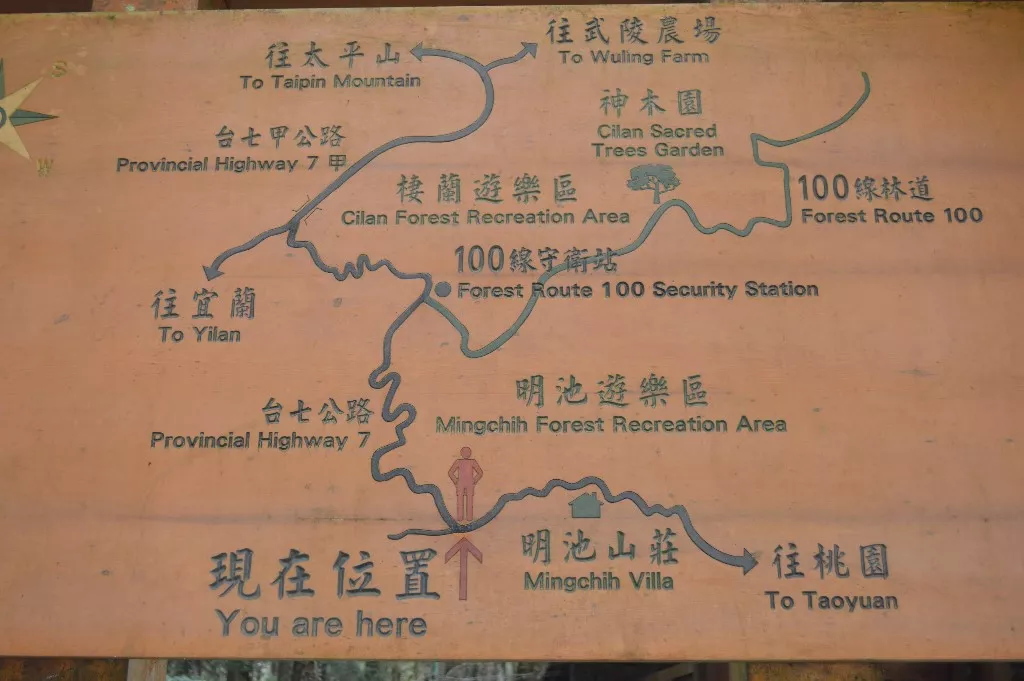 往武陵農場
To Wuling Farm
往太平山
To Taipin Mountain
S
W
神木園
Cilan Sacred
Trees Garden
台七甲公路
Provincial Highway 7 甲
棲蘭遊樂區
Cilan Forest Recreation Area
100線林道
Forest Route 100
100線守衛站
Forest Route 100 Security Station
往宜蘭
To Yilan
明池遊樂區
Mingchih Forest Recreation Area
台七公路
Provincial Highway 7
明池山莊
Mingchih Villa
往桃園
To Taoyuan
現在位置
You are here